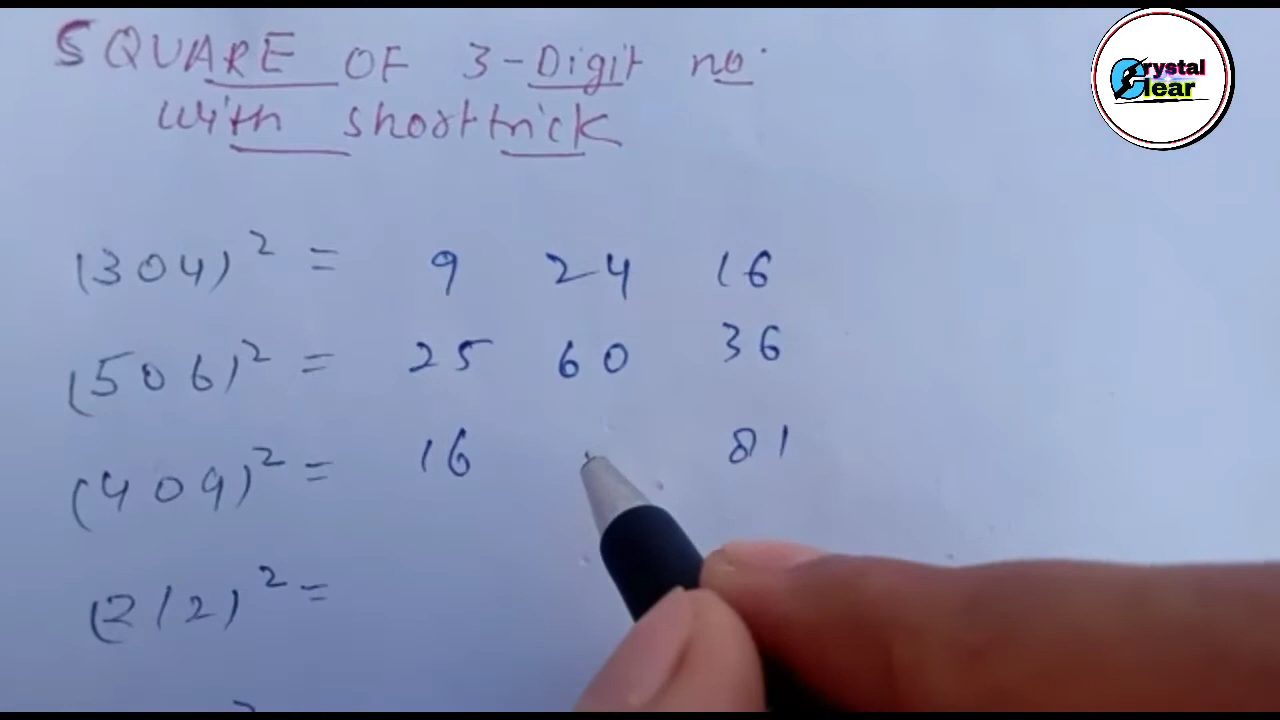 SQUARE OF 3-Digit no.
with shorttrick
Crystal
Clear
(304)² = 9 24 16
(506)² = 25 60 36
(409)² = 16 81
(212)² =